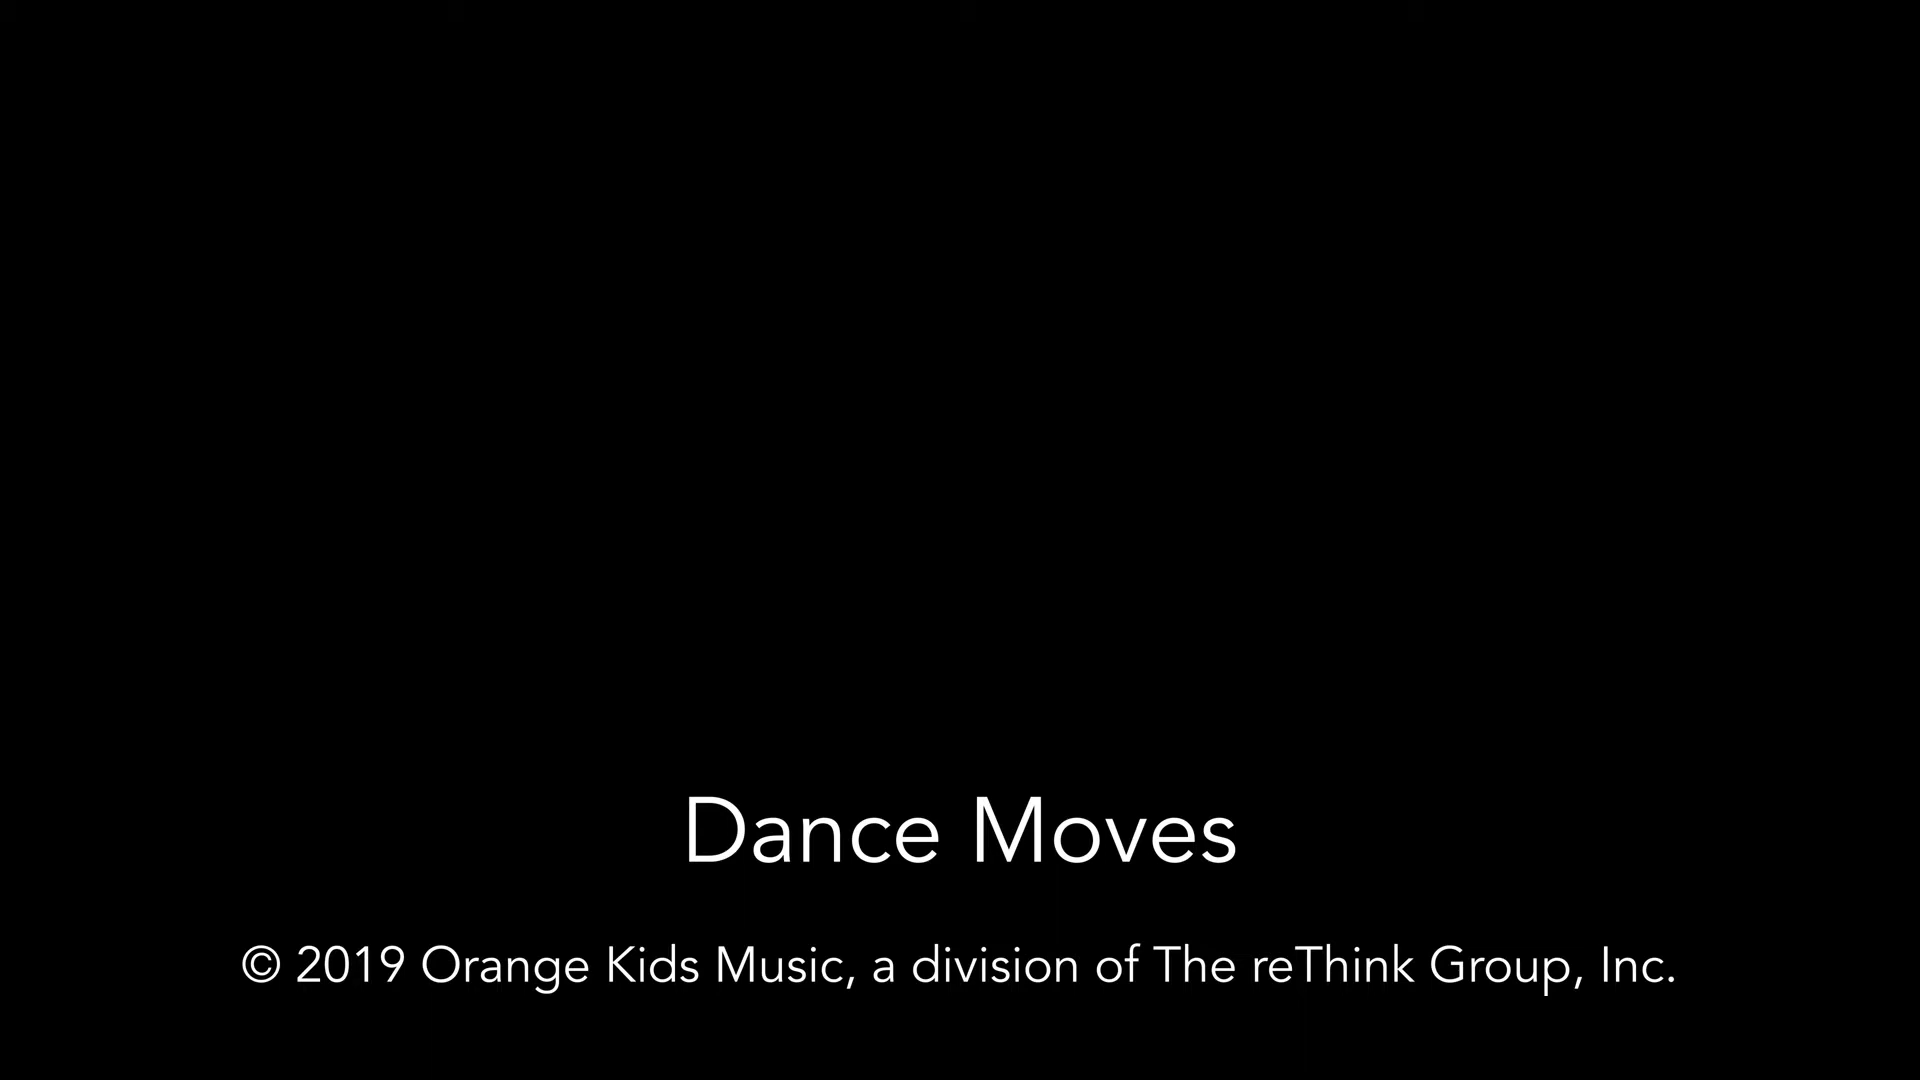 Dance Moves
© 2019 Orange Kids Music, a division of The reThink Group, Inc.